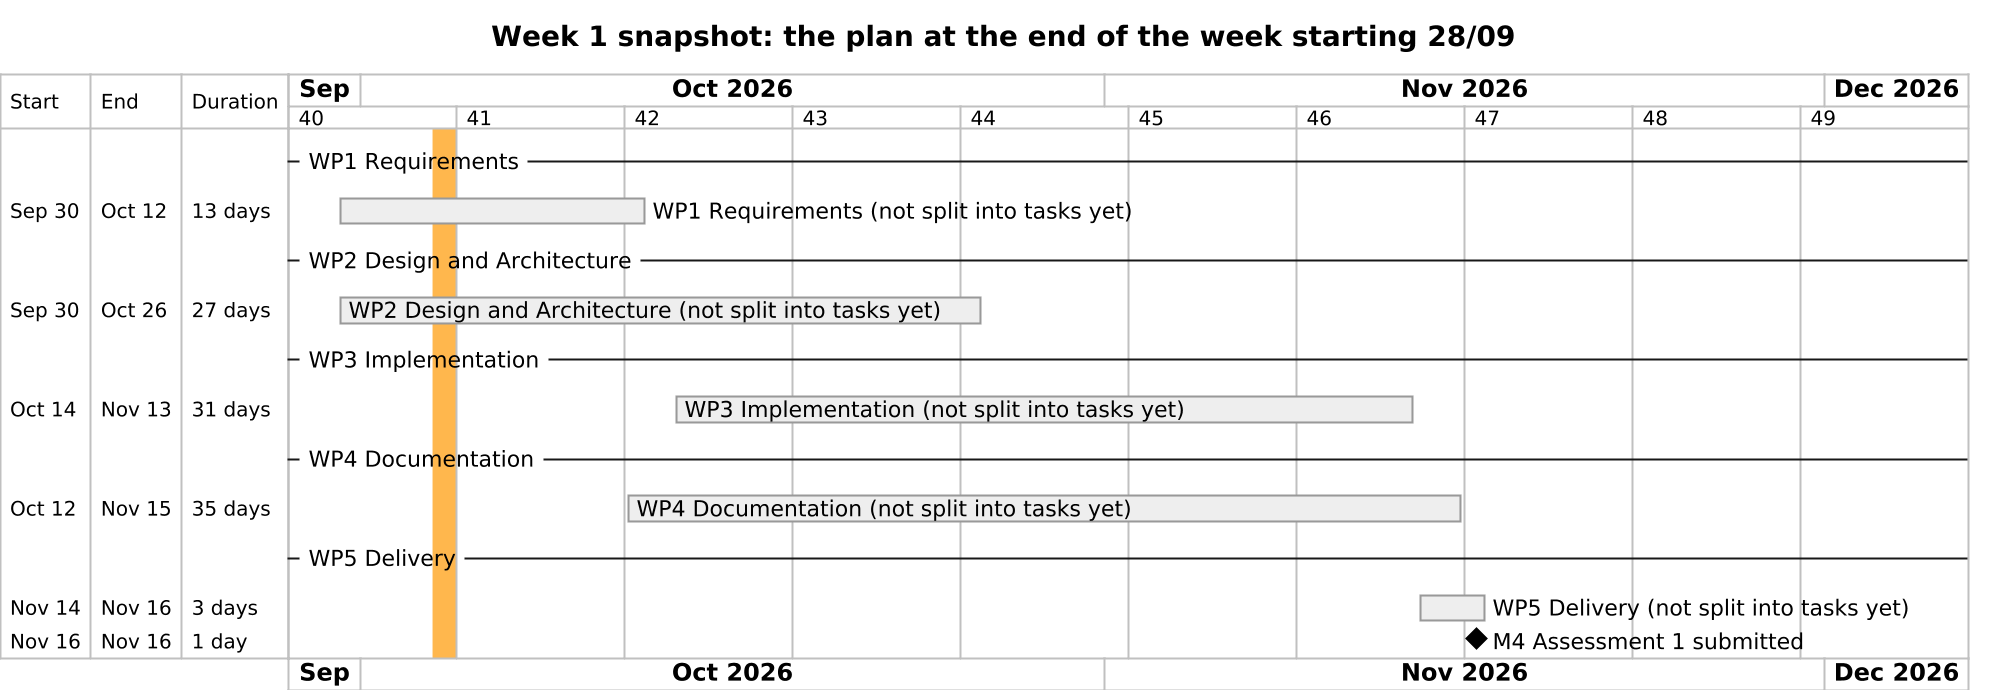 Week 1 snapshot: the plan at the end of the week starting 28/09
Start End Duration Sep Oct 2026 Nov 2026 Dec 2026
40 41 42 43 44 45 46 47 48 49
WP1 Requirements
Sep 30 Oct 12 13 days WP1 Requirements (not split into tasks yet)
WP2 Design and Architecture
Sep 30 Oct 26 27 days WP2 Design and Architecture (not split into tasks yet)
WP3 Implementation
Oct 14 Nov 13 31 days WP3 Implementation (not split into tasks yet)
WP4 Documentation
Oct 12 Nov 15 35 days WP4 Documentation (not split into tasks yet)
WP5 Delivery
Nov 14 Nov 16 3 days WP5 Delivery (not split into tasks yet)
Nov 16 Nov 16 1 day M4 Assessment 1 submitted
Sep Oct 2026 Nov 2026 Dec 2026